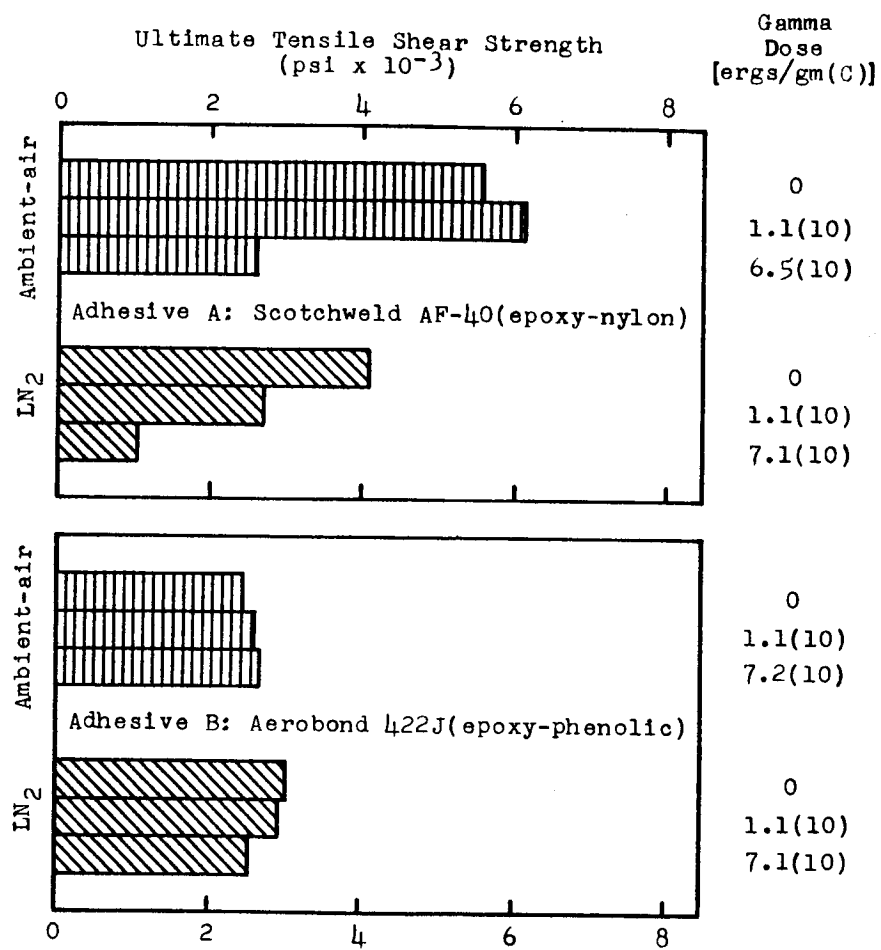 Ultimate Tensile Shear Strength
(psi x 10⁻³)
Gamma
Dose
[ergs/gm(C)]
0 2 4 6 8
Ambient-air
0
1.1(10)
6.5(10)
Adhesive A: Scotchweld AF-40(epoxy-nylon)
LN₂
0
1.1(10)
7.1(10)
Ambient-air
0
1.1(10)
7.2(10)
Adhesive B: Aerobond 422J(epoxy-phenolic)
LN₂
0
1.1(10)
7.1(10)
0 2 4 6 8